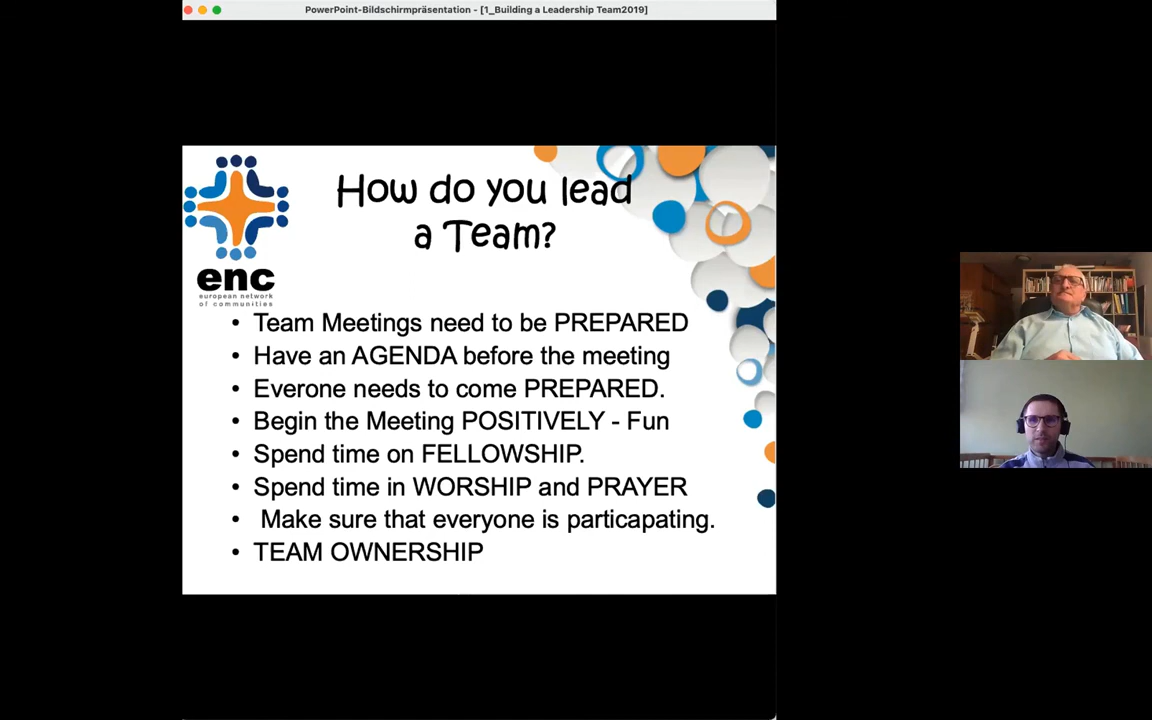 PowerPoint-Bildschirmpräsentation - [1_Building a Leadership Team2019]
How do you lead
a Team?
enc
european network
of communities
• Team Meetings need to be PREPARED
• Have an AGENDA before the meeting
• Everone needs to come PREPARED.
• Begin the Meeting POSITIVELY - Fun
• Spend time on FELLOWSHIP.
• Spend time in WORSHIP and PRAYER
• Make sure that everyone is particapating.
• TEAM OWNERSHIP